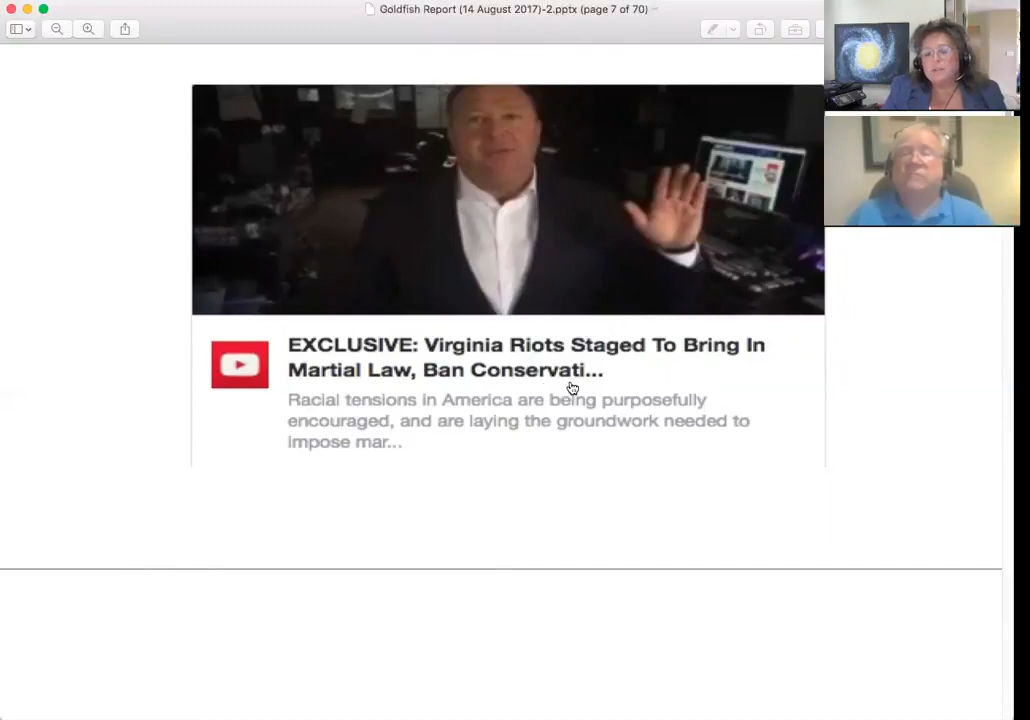 Goldfish Report (14 August 2017)-2.pptx (page 7 of 70)
EXCLUSIVE: Virginia Riots Staged To Bring In
Martial Law, Ban Conservati...
Racial tensions in America are being purposefully
encouraged, and are laying the groundwork needed to
impose mar...